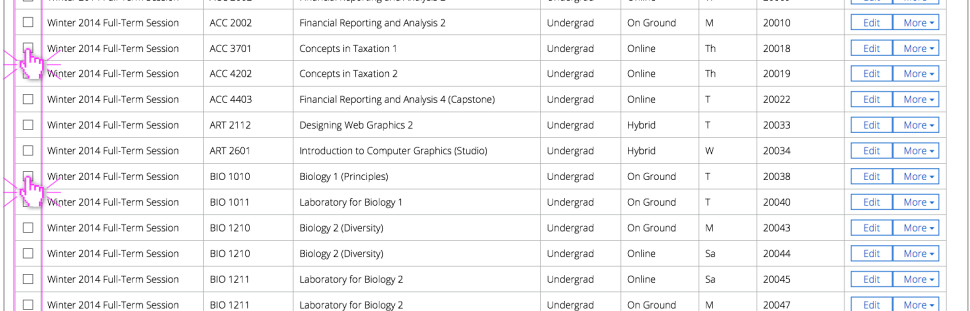 Winter 2014 Full-Term Session ACC 2002 Financial Reporting and Analysis 2 Undergrad On Ground M 20010 Edit More
Winter 2014 Full-Term Session ACC 3701 Concepts in Taxation 1 Undergrad Online Th 20018 Edit More
Winter 2014 Full-Term Session ACC 4202 Concepts in Taxation 2 Undergrad Online Th 20019 Edit More
Winter 2014 Full-Term Session ACC 4403 Financial Reporting and Analysis 4 (Capstone) Undergrad Online T 20022 Edit More
Winter 2014 Full-Term Session ART 2112 Designing Web Graphics 2 Undergrad Hybrid T 20033 Edit More
Winter 2014 Full-Term Session ART 2601 Introduction to Computer Graphics (Studio) Undergrad Hybrid W 20034 Edit More
Winter 2014 Full-Term Session BIO 1010 Biology 1 (Principles) Undergrad On Ground T 20038 Edit More
Winter 2014 Full-Term Session BIO 1011 Laboratory for Biology 1 Undergrad On Ground T 20040 Edit More
Winter 2014 Full-Term Session BIO 1210 Biology 2 (Diversity) Undergrad On Ground M 20043 Edit More
Winter 2014 Full-Term Session BIO 1210 Biology 2 (Diversity) Undergrad Online Sa 20044 Edit More
Winter 2014 Full-Term Session BIO 1211 Laboratory for Biology 2 Undergrad Online Sa 20045 Edit More
Winter 2014 Full-Term Session BIO 1211 Laboratory for Biology 2 Undergrad On Ground M 20047 Edit More